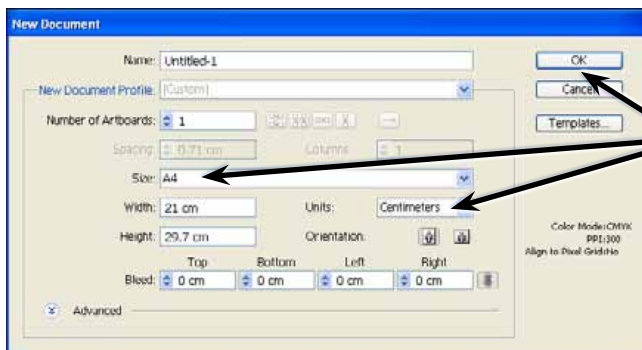 New Document
Name: Untitled-1
OK
New Document Profile: [Custom]
Cancel
Number of Artboards: 1
Templates...
Spacing: 0.71 cm Columns: 1
Size: A4
Width: 21 cm Units: Centimeters
Height: 29.7 cm Orientation:
Color Mode:CMYK
PPI:300
Align to Pixel Grid:No
Top Bottom Left Right
Bleed: 0 cm 0 cm 0 cm 0 cm
Advanced